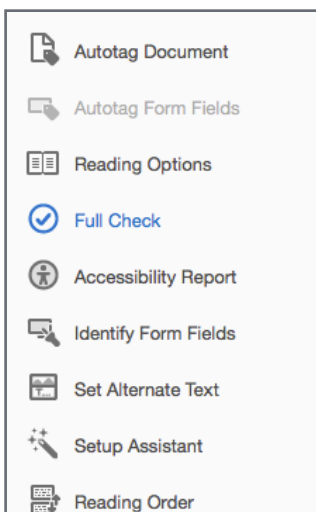 Autotag Document
Autotag Form Fields
Reading Options
Full Check
Accessibility Report
Identify Form Fields
Set Alternate Text
Setup Assistant
Reading Order